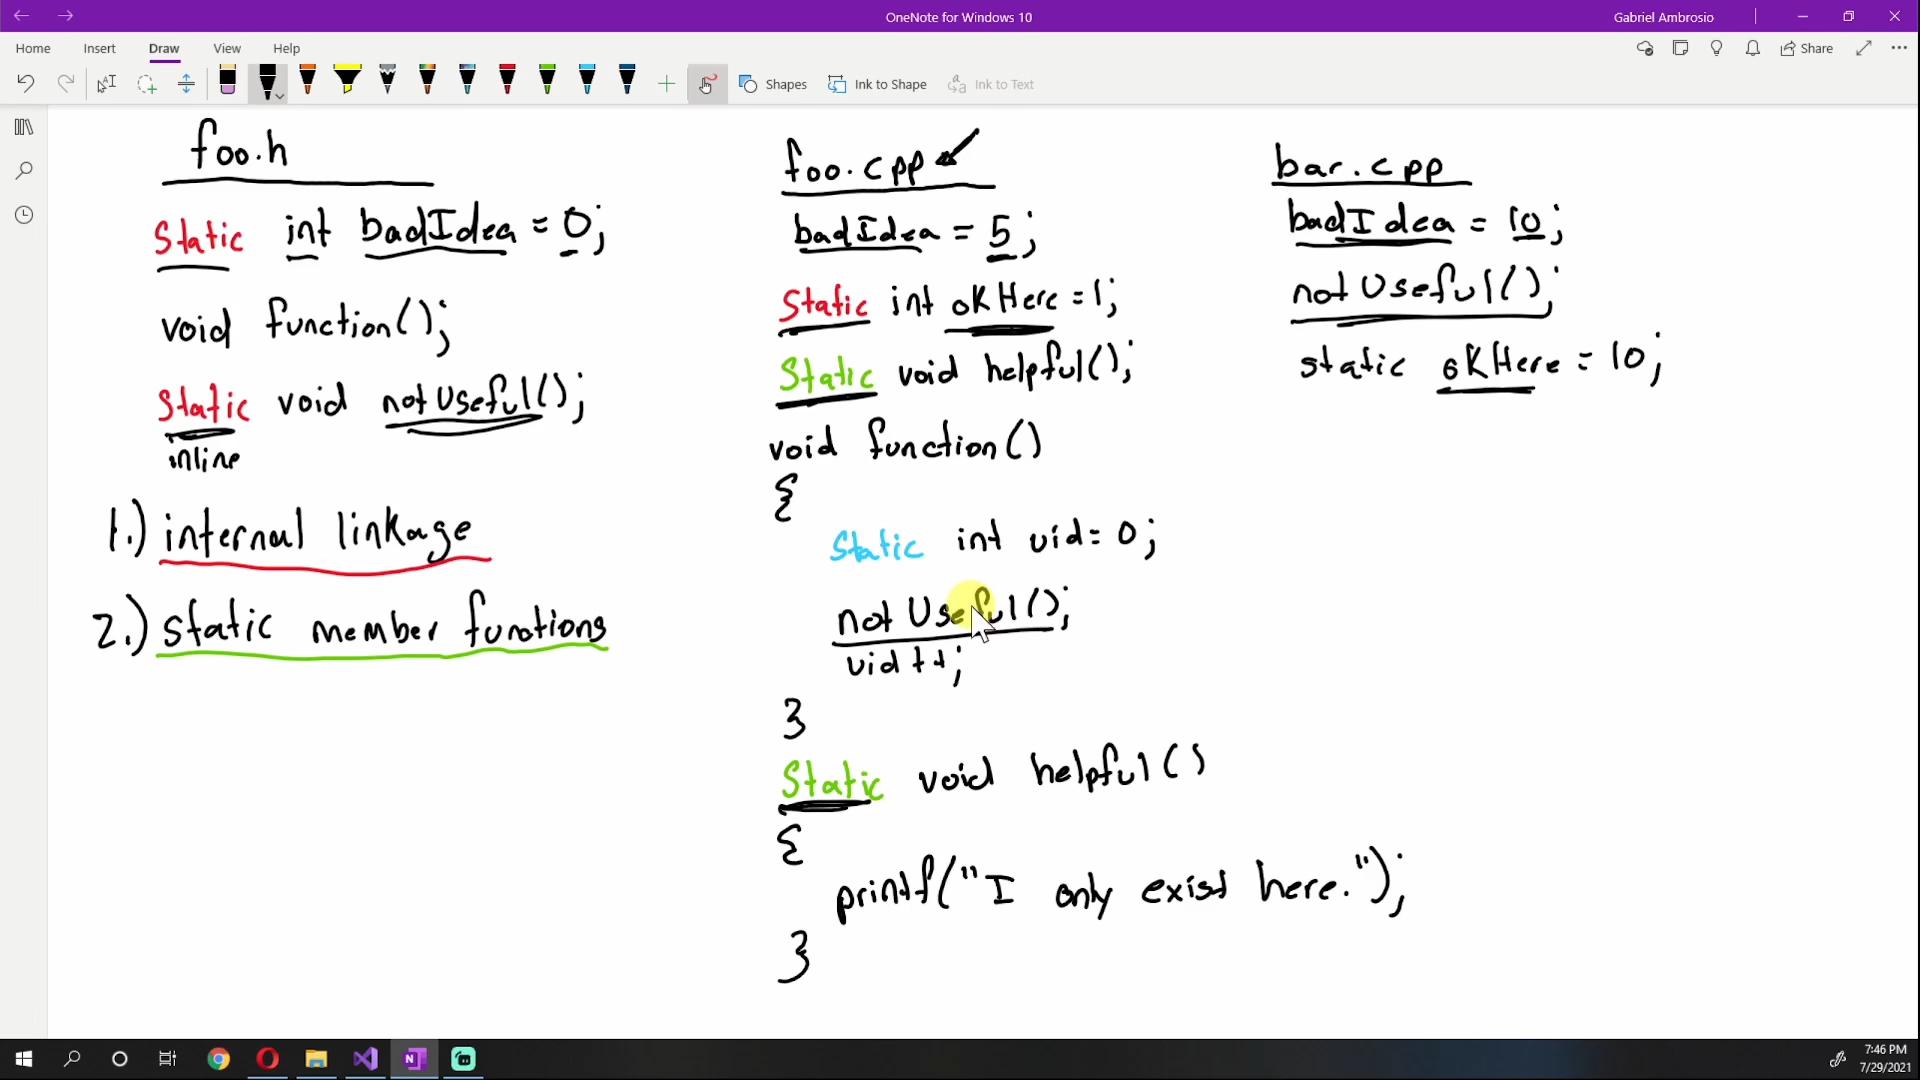 OneNote for Windows 10
Gabriel Ambrosio
Home Insert Draw View Help
Share
Shapes
Ink to Shape
Ink to Text
foo.h
Static int badIdea = 0;
void function();
Static void notUseful();
inline
1.) internal linkage
2.) static member functions
foo.cpp
badIdea = 5;
Static int okHere = 1;
Static void helpful();
void function()
{
Static int uid = 0;
notUseful();
uid++;
}
Static void helpful()
{
printf("I only exist here.");
}
bar.cpp
badIdea = 10;
notUseful();
static okHere = 10;
7:46 PM
7/29/2021